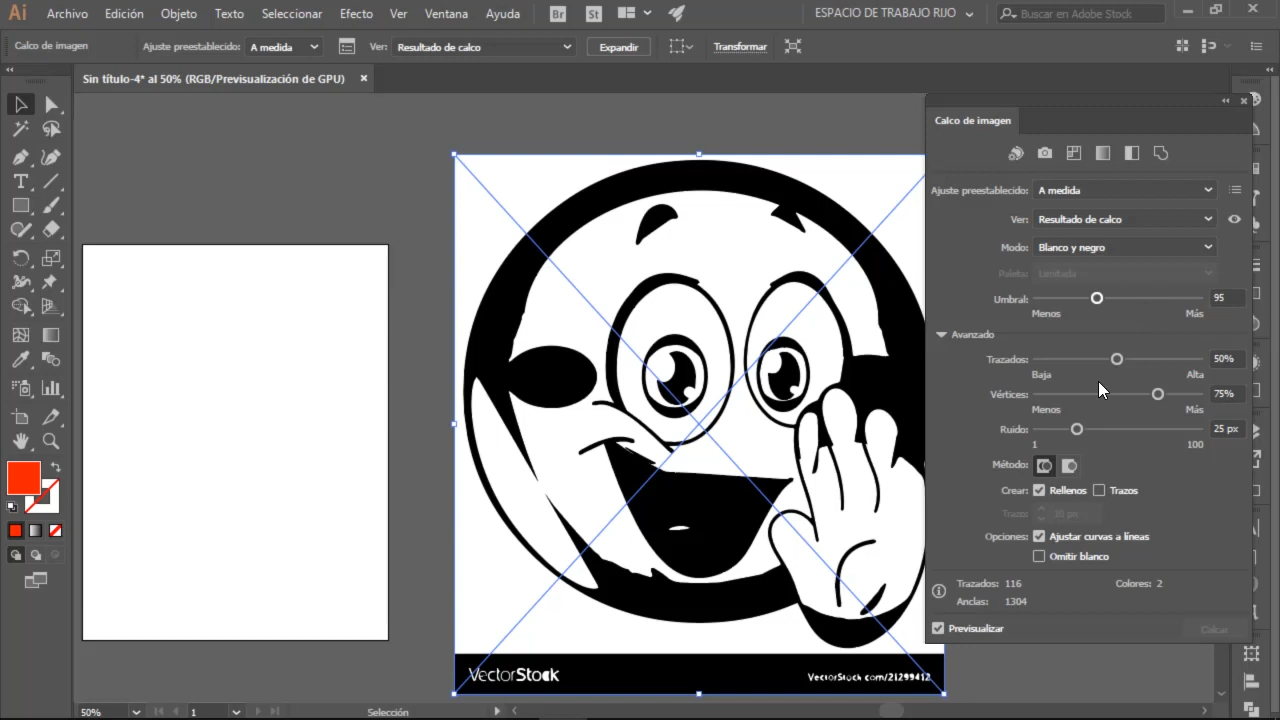 Ai Archivo Edición Objeto Texto Seleccionar Efecto Ver Ventana Ayuda Br St ESPACIO DE TRABAJO RIJO Buscar en Adobe Stock
Calco de imagen Ajuste preestablecido: A medida Ver: Resultado de calco Expandir Transformar
Sin título-4* al 50% (RGB/Previsualización de GPU)
Calco de imagen
Ajuste preestablecido: A medida
Ver: Resultado de calco
Modo: Blanco y negro
Paleta: Limitada
Umbral: 95
Menos Más
Avanzado
Trazados: 50%
Baja Alta
Vértices: 75%
Menos Más
Ruido: 25 px
1 100
Método:
Crear: Rellenos Trazos
Trazo: 10 px
Opciones: Ajustar curvas a líneas
Omitir blanco
Trazados: 116 Colores: 2
Anclas: 1304
Previsualizar Calcar
VectorStock VectorStock.com/21299412
50% 1 Selección